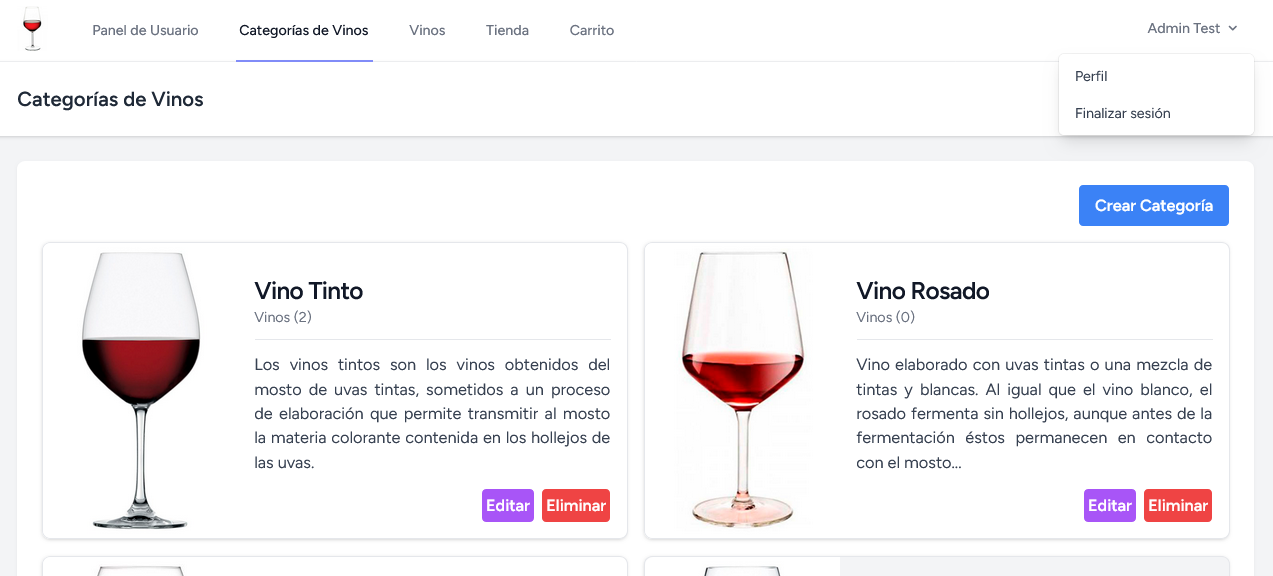 Panel de Usuario
Categorías de Vinos
Vinos
Tienda
Carrito
Admin Test
Perfil
Finalizar sesión
Categorías de Vinos
Crear Categoría
Vino Tinto
Vinos (2)
Los vinos tintos son los vinos obtenidos del
mosto de uvas tintas, sometidos a un proceso
de elaboración que permite transmitir al mosto
la materia colorante contenida en los hollejos de
las uvas.
Editar
Eliminar
Vino Rosado
Vinos (0)
Vino elaborado con uvas tintas o una mezcla de
tintas y blancas. Al igual que el vino blanco, el
rosado fermenta sin hollejos, aunque antes de la
fermentación éstos permanecen en contacto
con el mosto...
Editar
Eliminar